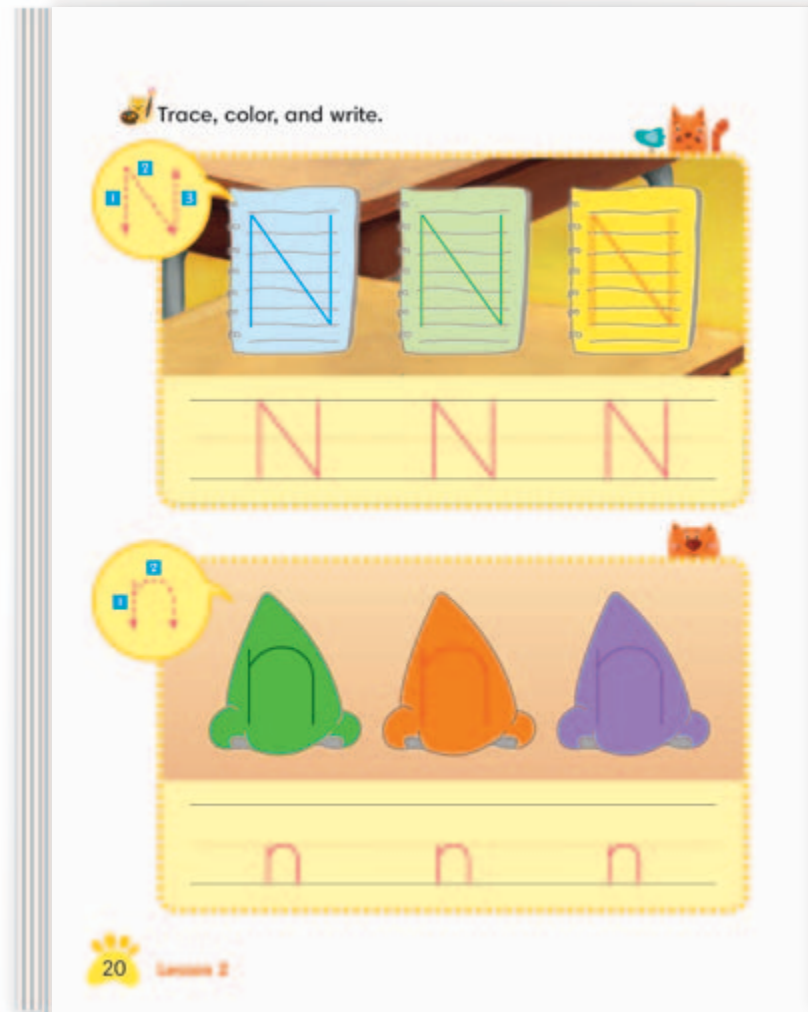 Trace, color, and write.
1 2 3
N N N
N N N
1 2
n n n
n n n
20 Lesson 2